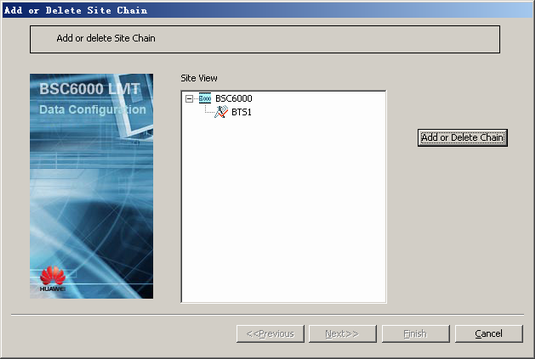 Add or Delete Site Chain
Add or delete Site Chain
BSC6000 LMT
Data Configuration
HUAWEI
Site View
BSC6000
BTS1
Add or Delete Chain
<<Previous
Next>>
Finish
Cancel